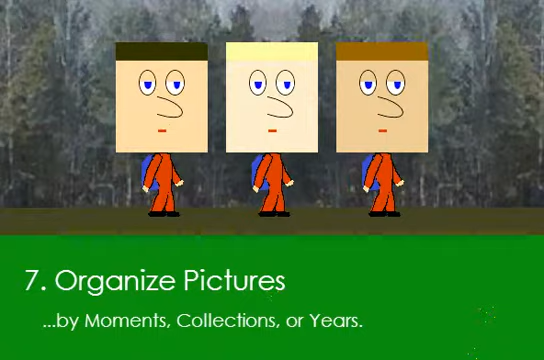 7. Organize Pictures
...by Moments, Collections, or Years.